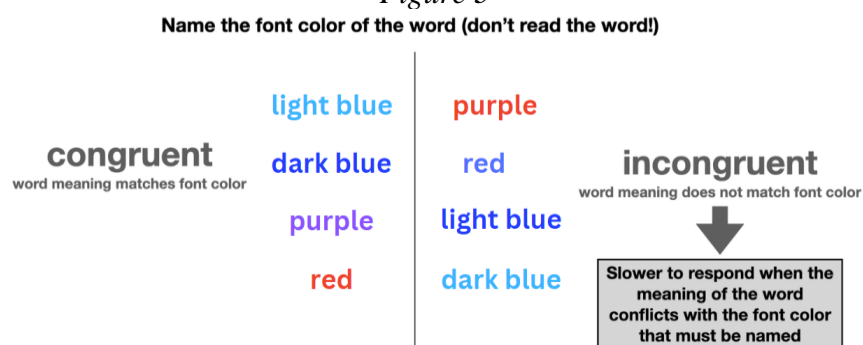 Name the font color of the word (don't read the word!)
congruent
word meaning matches font color
light blue
dark blue
purple
red
purple
red
light blue
dark blue
incongruent
word meaning does not match font color
Slower to respond when the
meaning of the word
conflicts with the font color
that must be named